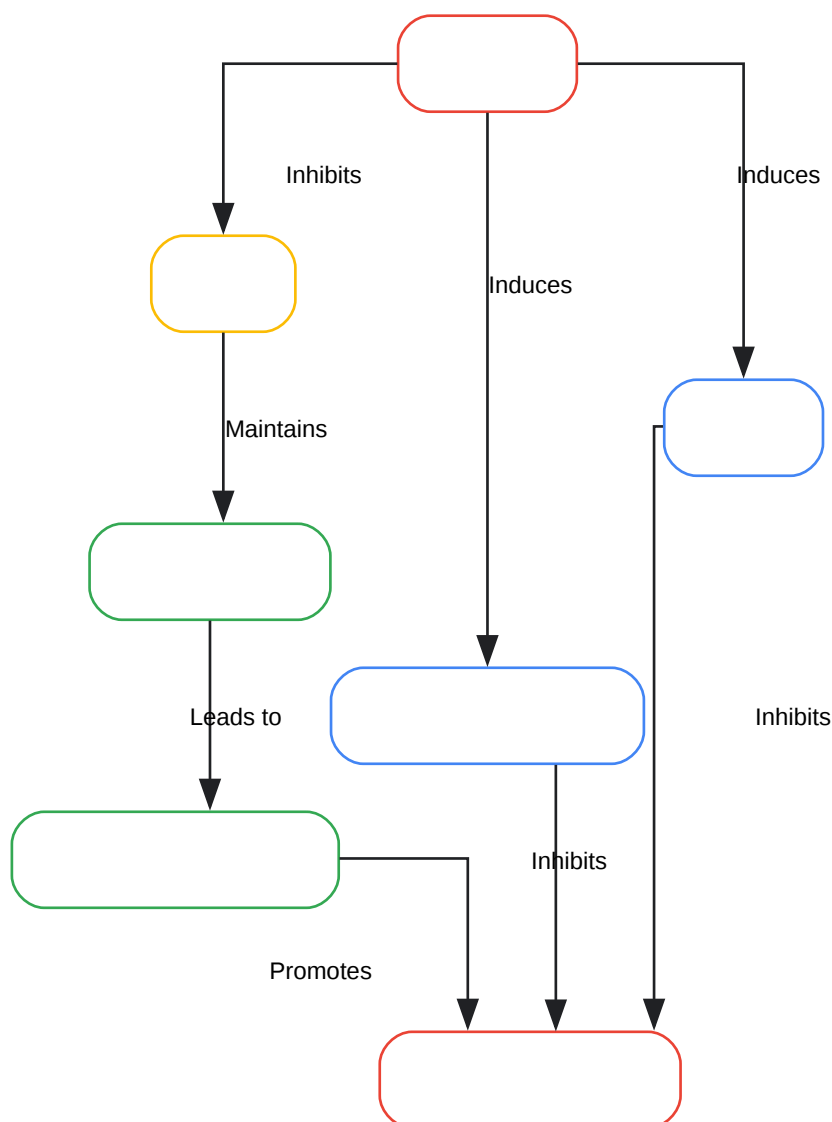 Inhibits
Induces
Induces
Maintains
Leads to
Inhibits
Inhibits
Promotes